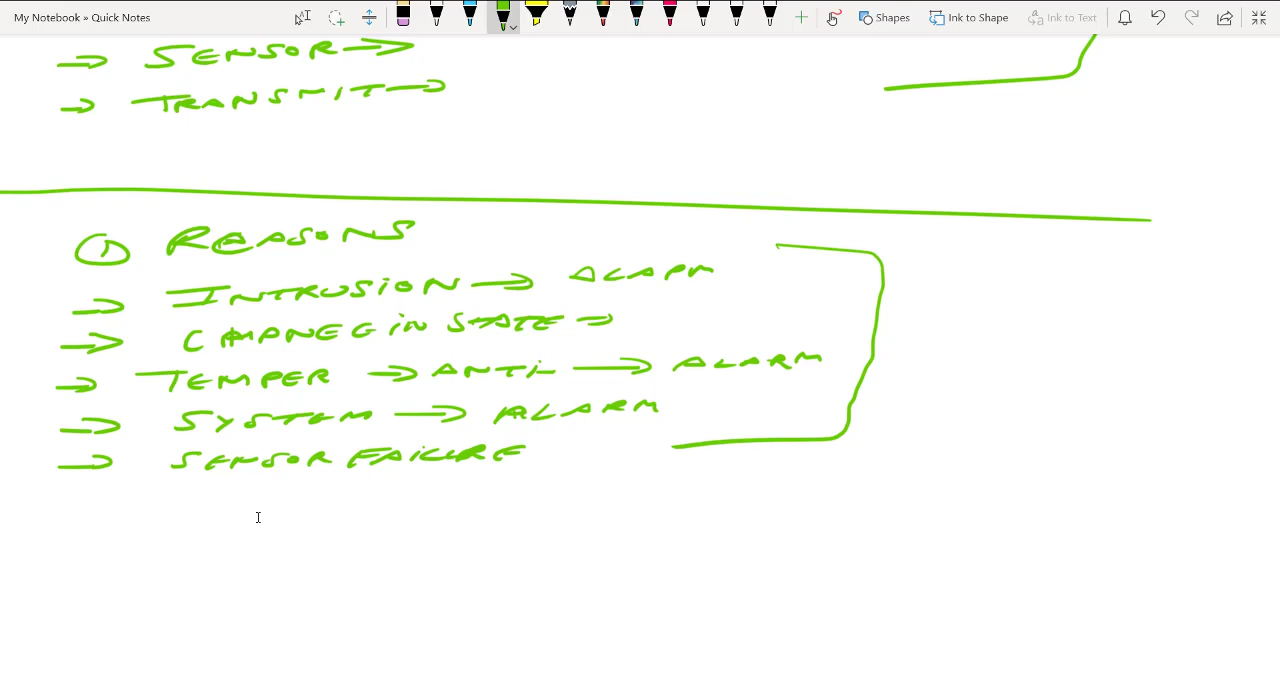 My Notebook » Quick Notes
Shapes
Ink to Shape
Ink to Text
→ SENSOR →
→ TRANSMIT →
① REASONS
→ INTRUSION → ALARM
→ CHANEG IN STATE →
→ TEMPER → ANTI- → ALARM
→ SYSTEM → ALARM
→ SENSOR FAILURE